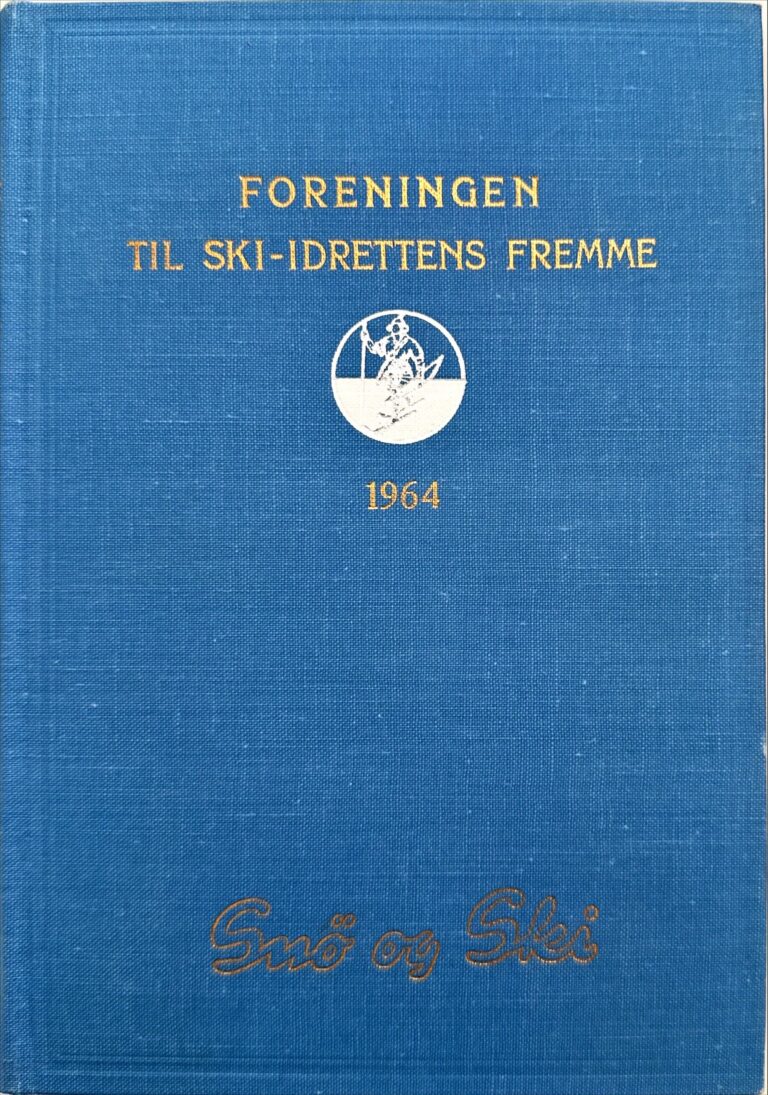 FORENINGEN
TIL SKI-IDRETTENS FREMME
1964
Snö og Ski